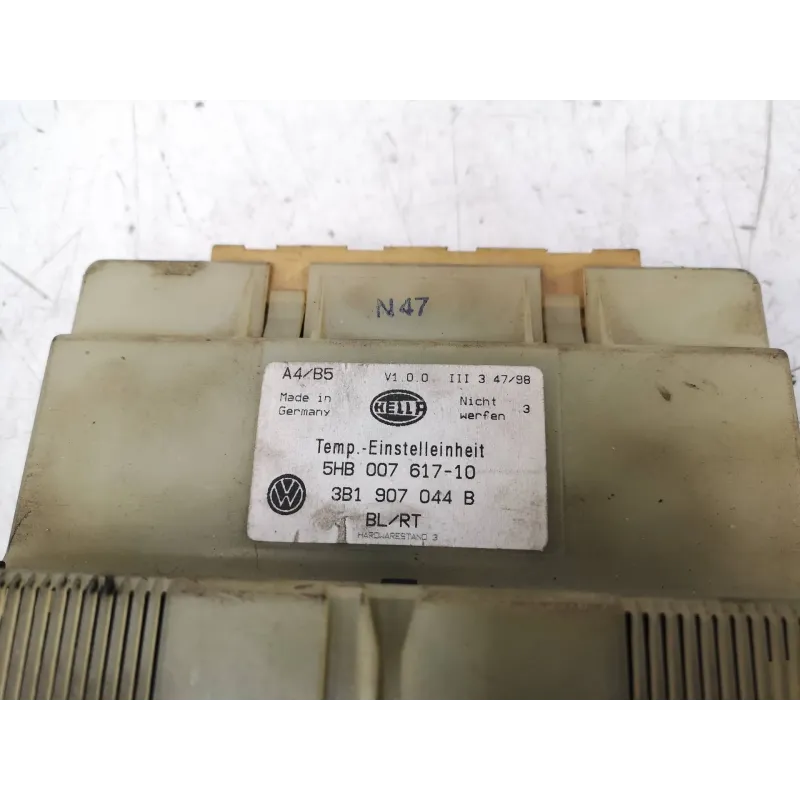 N47
A4/B5 V1.0.0 III 3 47/98
Made in Germany
HELLA
Nicht werfen 3
Temp.-Einstelleinheit
5HB 007 617-10
VW
3B1 907 044 B
BL/RT
HARDWARESTAND 3